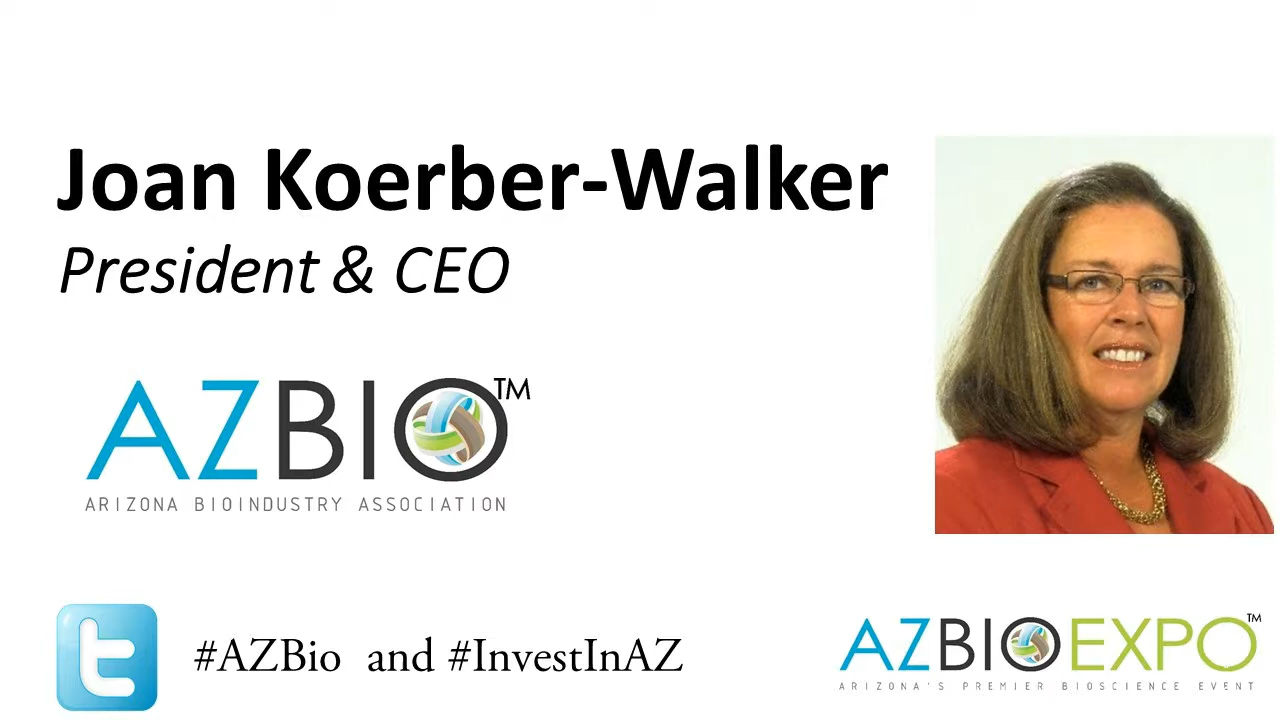 Joan Koerber-Walker
President & CEO
AZBIO™
ARIZONA BIOINDUSTRY ASSOCIATION
t #AZBio and #InvestInAZ
AZBIOEXPO™
ARIZONA'S PREMIER BIOSCIENCE EVENT